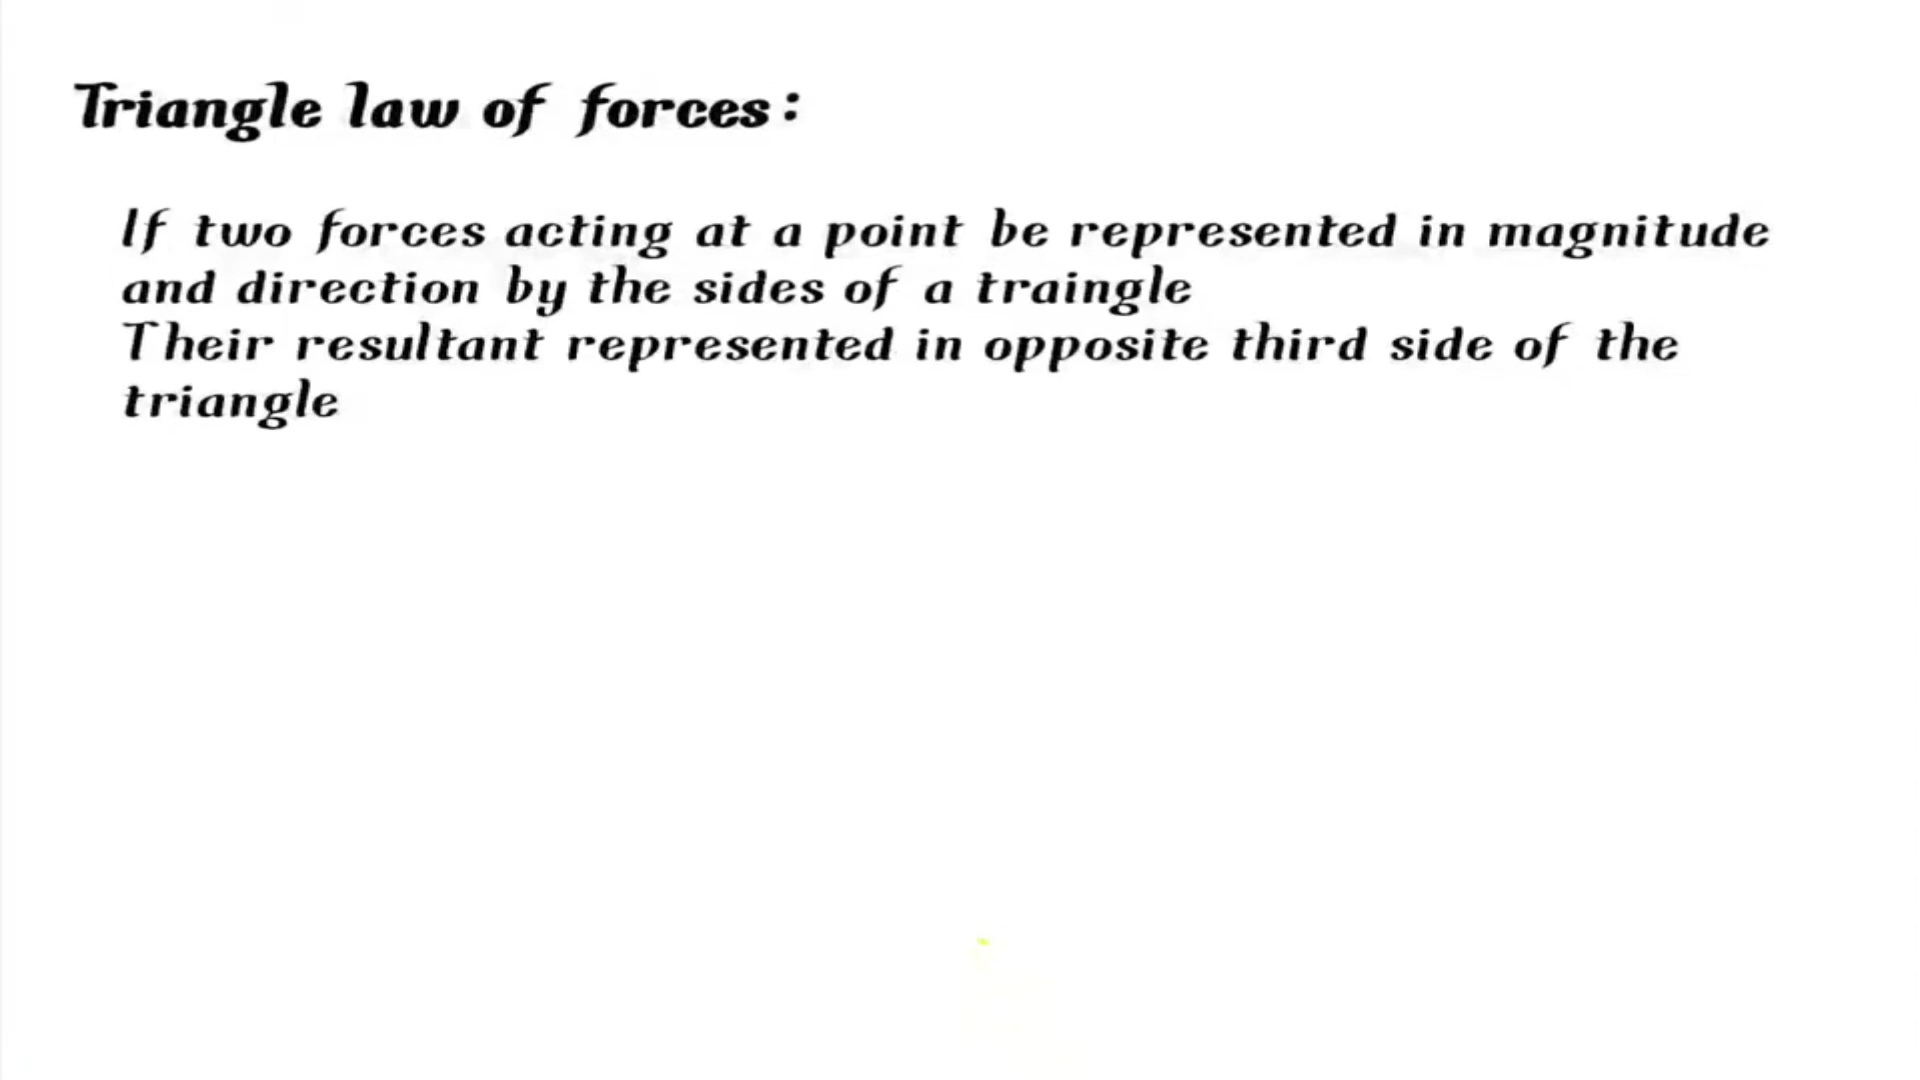 Triangle law of forces:
If two forces acting at a point be represented in magnitude
and direction by the sides of a traingle
Their resultant represented in opposite third side of the
triangle